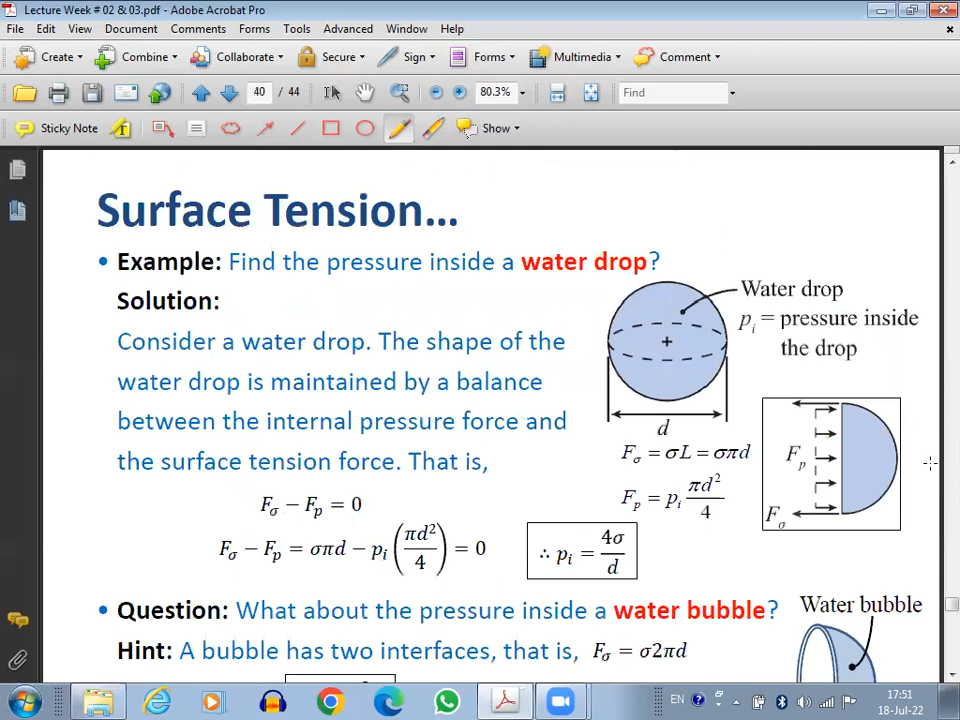 Lecture Week # 02 & 03.pdf - Adobe Acrobat Pro
File Edit View Document Comments Forms Tools Advanced Window Help
Create Combine Collaborate Secure Sign Forms Multimedia Comment
40 / 44 80.3% Find
Sticky Note Show
Surface Tension...
• Example: Find the pressure inside a water drop?
Solution:
Consider a water drop. The shape of the
water drop is maintained by a balance
between the internal pressure force and
the surface tension force. That is,
F_σ − F_p = 0
F_σ − F_p = σπd − p_i (πd²/4) = 0
Water drop
p_i = pressure inside
the drop
d
F_σ = σL = σπd
F_p = p_i πd²/4
F_p
F_σ
∴ p_i = 4σ/d
• Question: What about the pressure inside a water bubble?
Hint: A bubble has two interfaces, that is, F_σ = σ2πd
Water bubble
EN
17:51
18-Jul-22